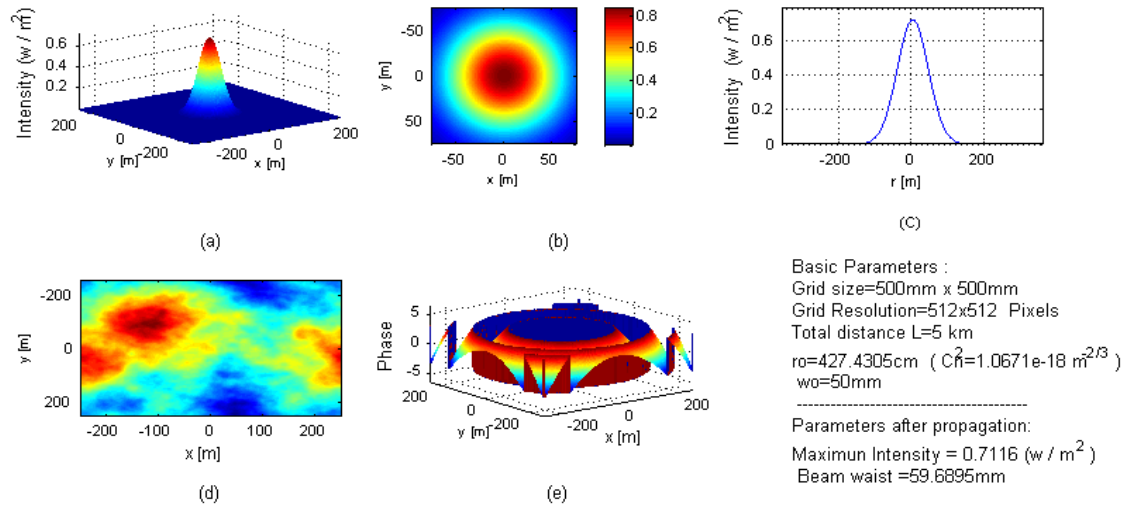 Intensity (w / m²)
0.6
0.4
0.2
200
0
-200
y [m]
-200
0
200
x [m]
(a)
-50
0
50
y [m]
-50
0
50
x [m]
0.8
0.6
0.4
0.2
(b)
Intensity (w / m²)
0.6
0.4
0.2
0
-200
0
200
r [m]
(C)
-200
0
200
y [m]
-200
-100
0
100
200
x [m]
(d)
Phase
5
0
-5
200
0
-200
y [m]
-200
0
200
x [m]
(e)
Basic Parameters :
Grid size=500mm x 500mm
Grid Resolution=512x512 Pixels
Total distance L=5 km
ro=427.4305cm ( Cn²=1.0671e-18 m^-2/3 )
wo=50mm
--------------------------------------
Parameters after propagation:
Maximun Intensity = 0.7116 (w / m² )
Beam waist =59.6895mm